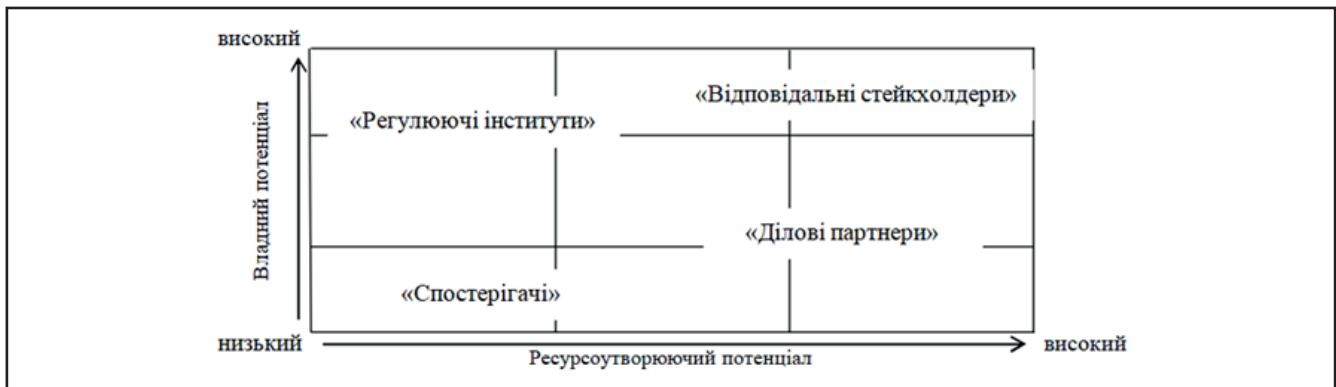 високий
«Відповідальні стейкхолдери»
«Регулюючі інститути»
Владний потенціал
«Ділові партнери»
«Спостерігачі»
низький
високий
Ресурсоутворюючий потенціал